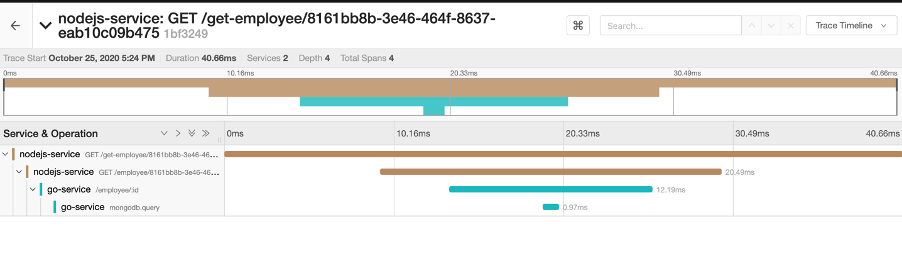 nodejs-service: GET /get-employee/8161bb8b-3e46-464f-8637-
eab10c09b475 1bf3249
⌘ Search... Trace Timeline
Trace Start October 25, 2020 5:24 PM Duration 40.66ms Services 2 Depth 4 Total Spans 4
0ms 10.16ms 20.33ms 30.49ms 40.66ms
Service & Operation 0ms 10.16ms 20.33ms 30.49ms 40.66ms
nodejs-service GET /get-employee/8161bb8b-3e46-46...
nodejs-service GET /employee/8161bb8b-3e46-46... 20.49ms
go-service /employee/:id 12.19ms
go-service mongodb.query 0.97ms